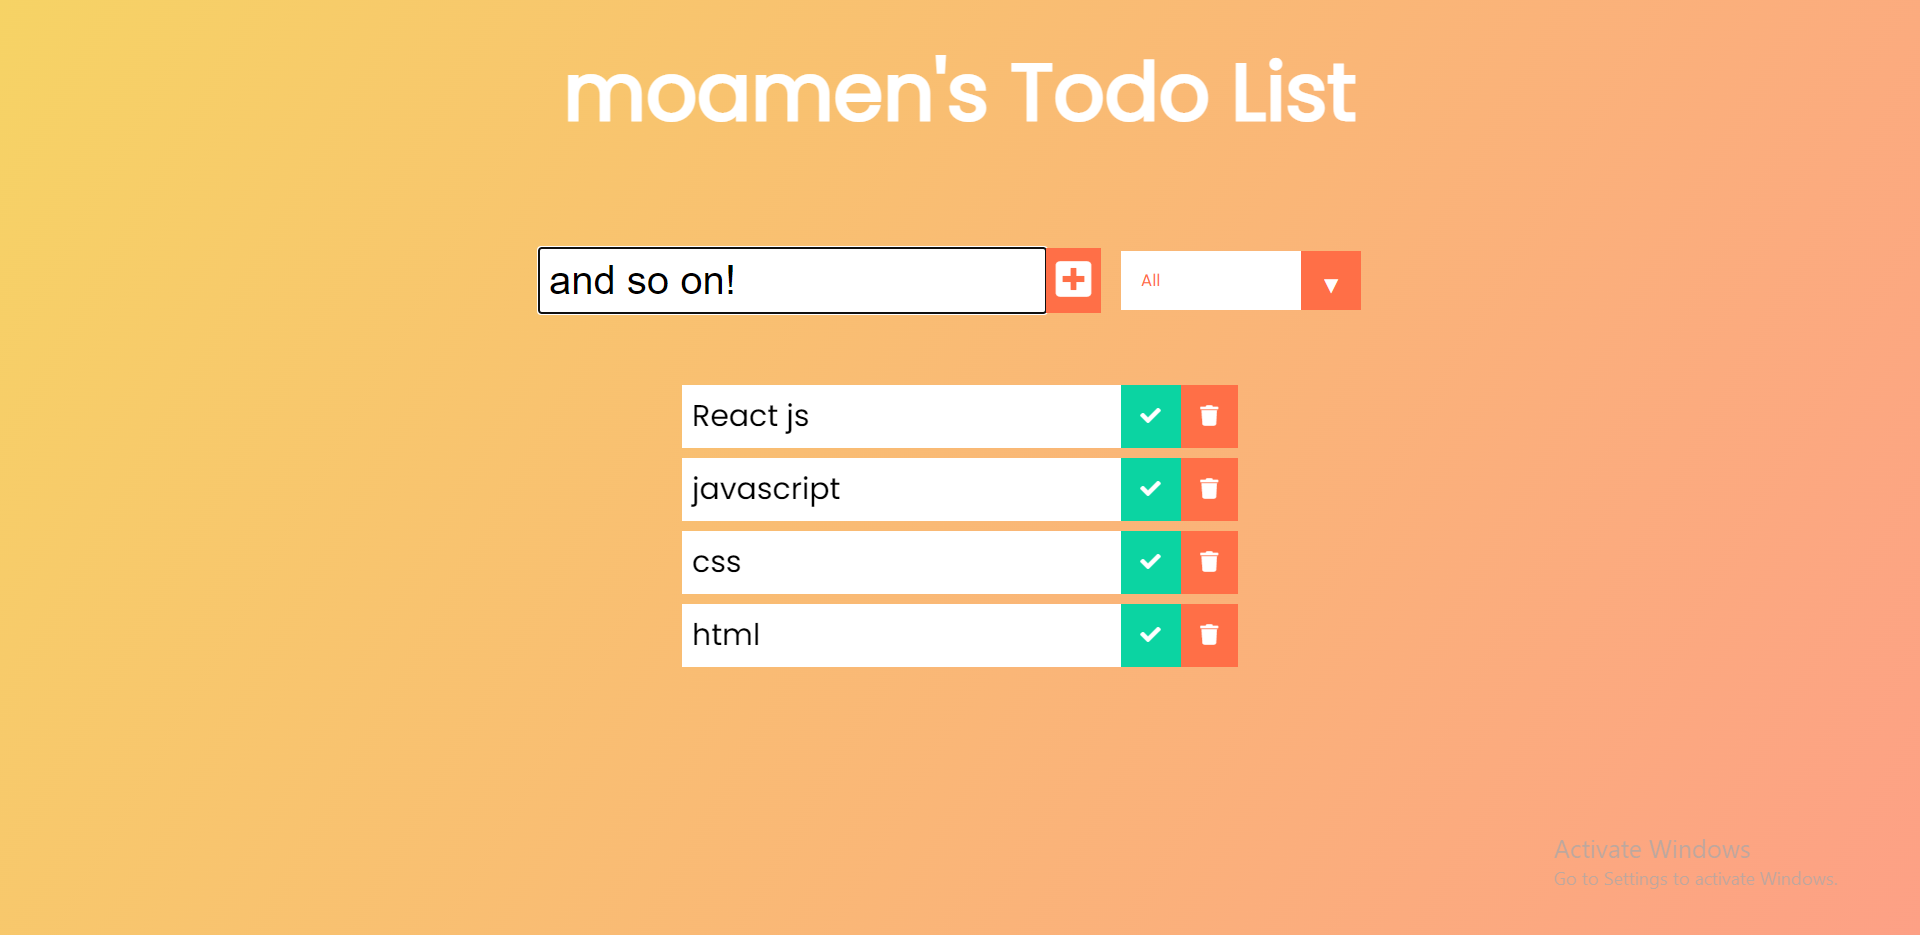 moamen's Todo List
and so on!
All
React js
javascript
css
html
Activate Windows
Go to Settings to activate Windows.